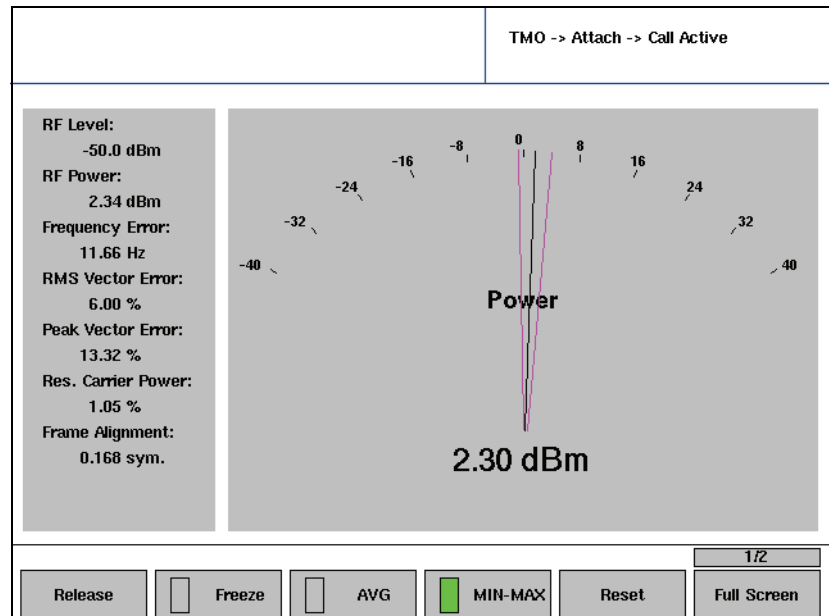 TMO -> Attach -> Call Active
RF Level:
-50.0 dBm
RF Power:
2.34 dBm
Frequency Error:
11.66 Hz
RMS Vector Error:
6.00 %
Peak Vector Error:
13.32 %
Res. Carrier Power:
1.05 %
Frame Alignment:
0.168 sym.
-40
-32
-24
-16
-8
0
8
16
24
32
40
Power
2.30 dBm
1/2
Release
Freeze
AVG
MIN-MAX
Reset
Full Screen